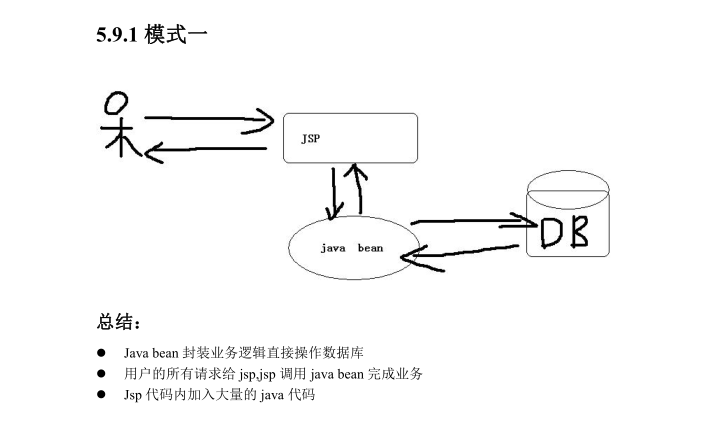 5.9.1 模式一
JSP
java bean
DB
总结：
● Java bean 封装业务逻辑直接操作数据库
● 用户的所有请求给 jsp,jsp 调用 java bean 完成业务
● Jsp 代码内加入大量的 java 代码